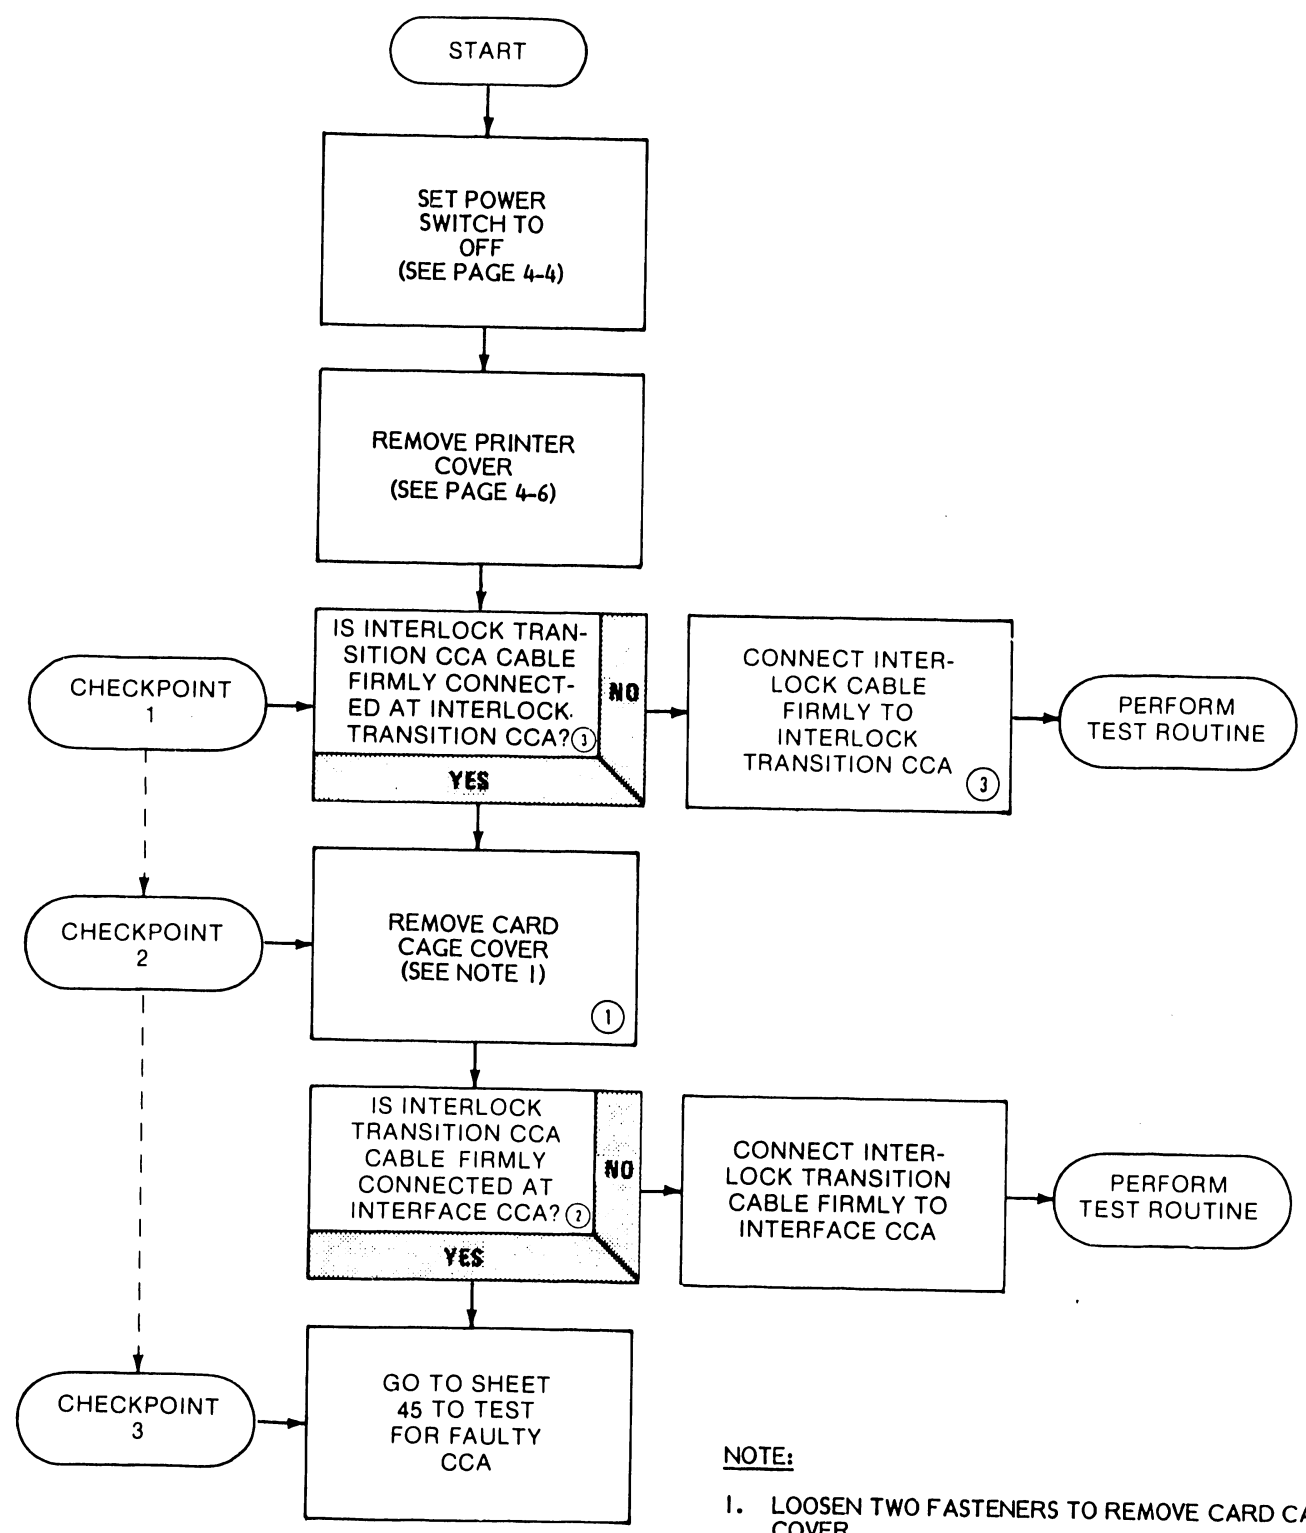 START
SET POWER
SWITCH TO
OFF
(SEE PAGE 4-4)
REMOVE PRINTER
COVER
(SEE PAGE 4-6)
CHECKPOINT
1
IS INTERLOCK TRAN-
SITION CCA CABLE
FIRMLY CONNECT-
ED AT INTERLOCK
TRANSITION CCA? 3
NO
YES
CONNECT INTER-
LOCK CABLE
FIRMLY TO
INTERLOCK
TRANSITION CCA
3
PERFORM
TEST ROUTINE
CHECKPOINT
2
REMOVE CARD
CAGE COVER
(SEE NOTE 1)
1
IS INTERLOCK
TRANSITION CCA
CABLE FIRMLY
CONNECTED AT
INTERFACE CCA? 2
NO
YES
CONNECT INTER-
LOCK TRANSITION
CABLE FIRMLY TO
INTERFACE CCA
PERFORM
TEST ROUTINE
CHECKPOINT
3
GO TO SHEET
45 TO TEST
FOR FAULTY
CCA
NOTE:
1. LOOSEN TWO FASTENERS TO REMOVE CARD CA
COVER